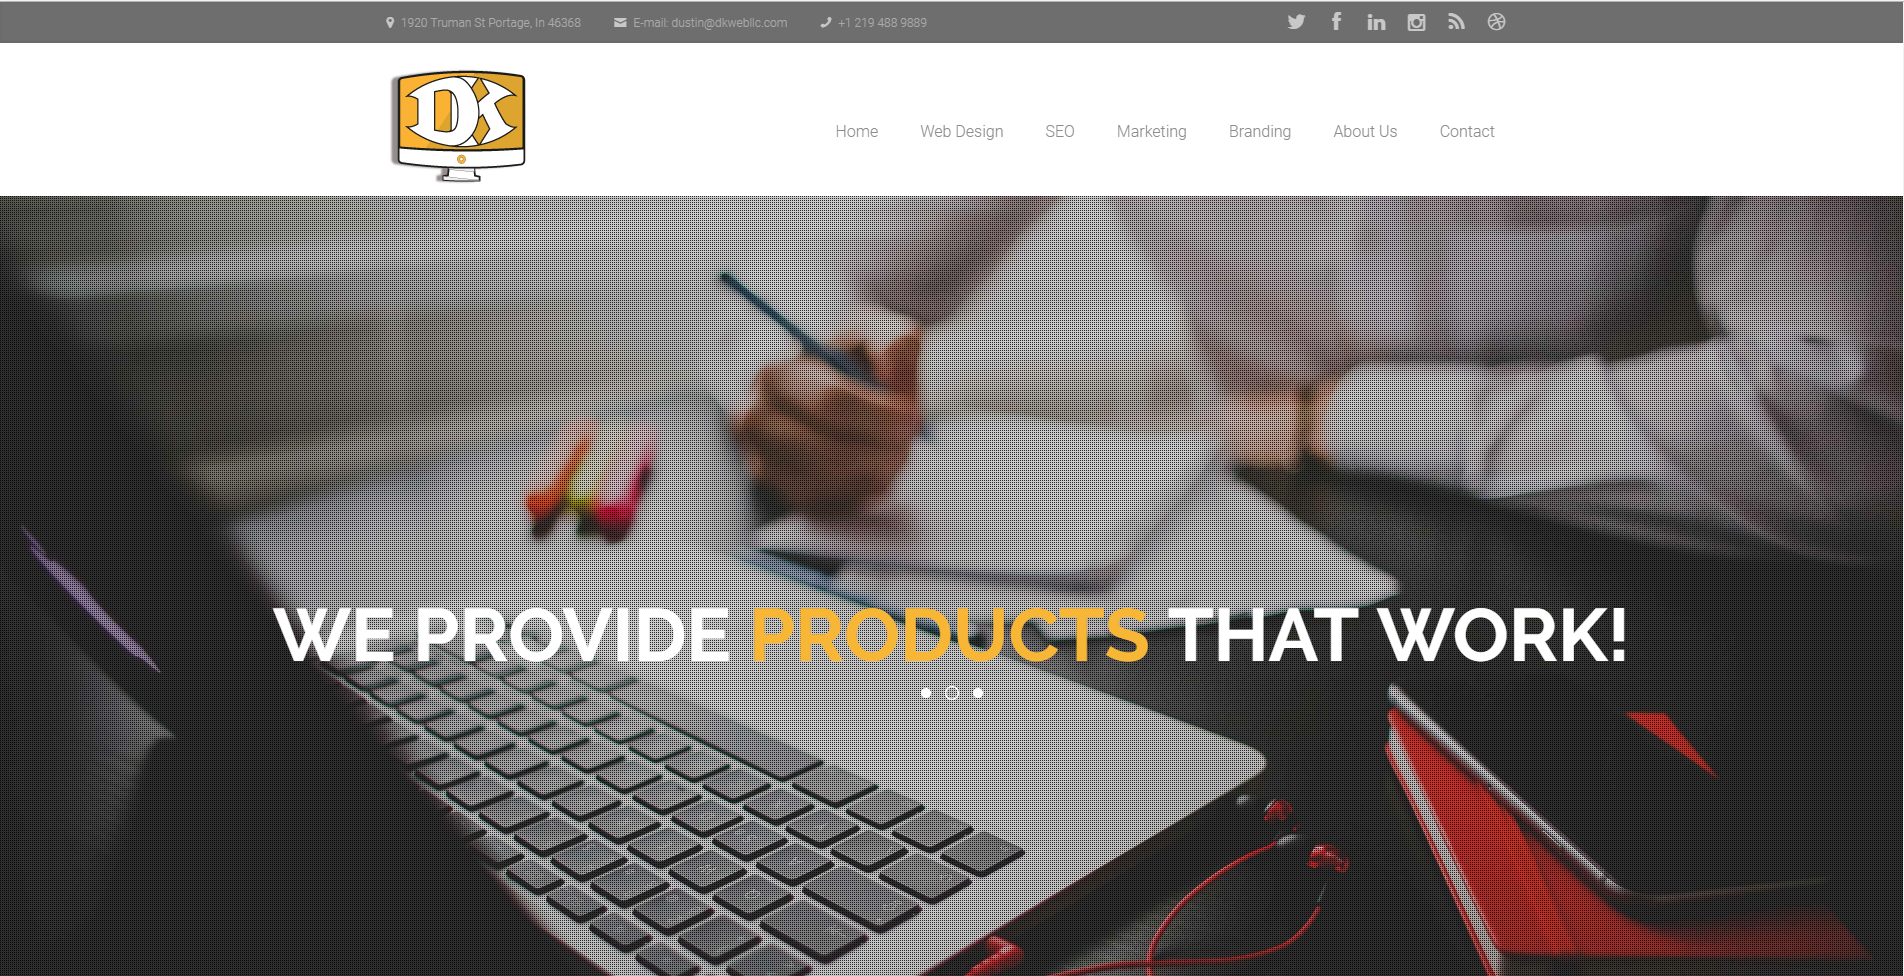 1920 Truman St Portage, In 46368 E-mail: dustin@dkwebllc.com +1 219 488 9889
DK
Home Web Design SEO Marketing Branding About Us Contact
WE PROVIDE PRODUCTS THAT WORK!